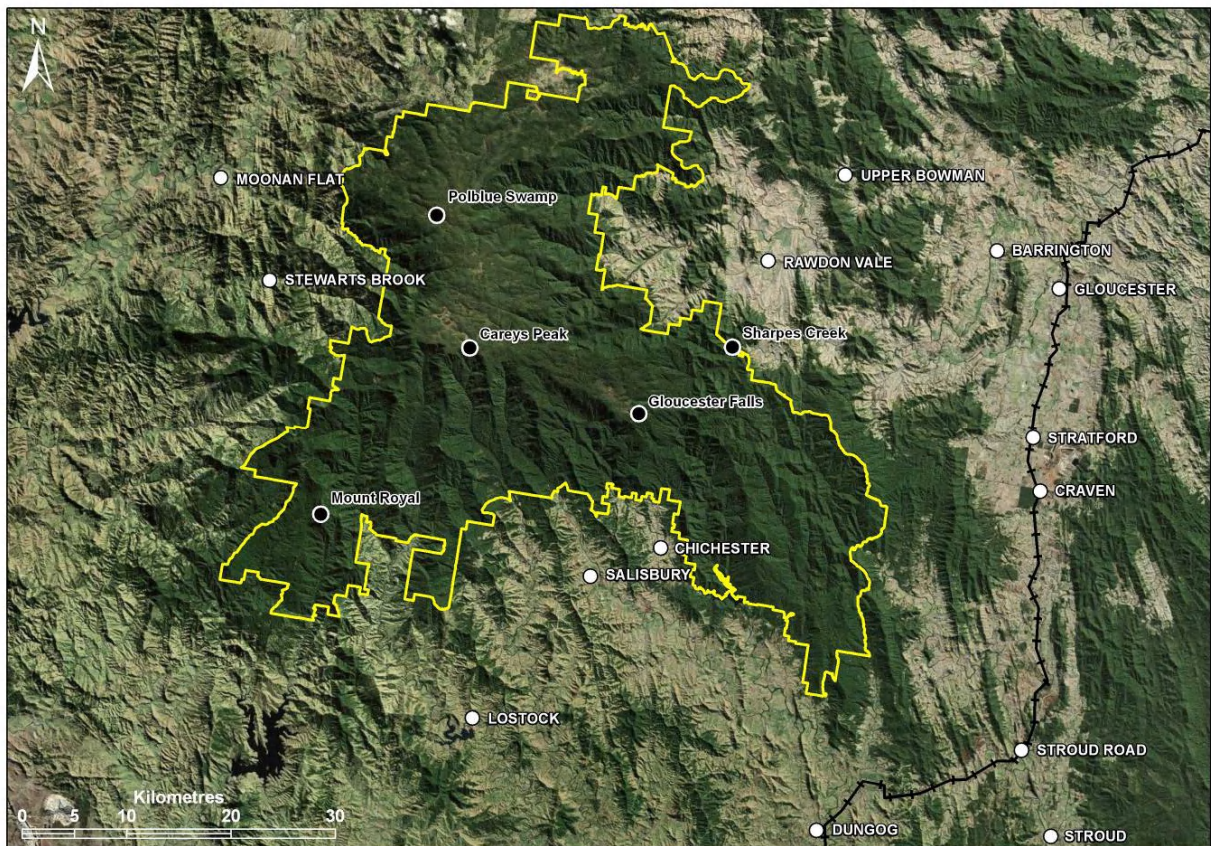 N
MOONAN FLAT
UPPER BOWMAN
Polblue Swamp
BARRINGTON
RAWDON VALE
STEWARTS BROOK
GLOUCESTER
Careys Peak
Sharpes Creek
Gloucester Falls
STRATFORD
CRAVEN
Mount Royal
CHICHESTER
SALISBURY
LOSTOCK
STROUD ROAD
Kilometres
0 5 10 20 30
DUNGOG
STROUD